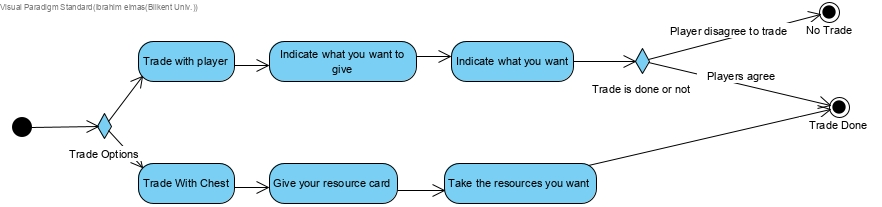 Visual Paradigm Standard(ibrahim elmas(Bilkent Univ.))
Player disagree to trade
No Trade
Trade with player
Indicate what you want to
give
Indicate what you want
Trade is done or not
Players agree
Trade Done
Trade Options
Trade With Chest
Give your resource card
Take the resources you want